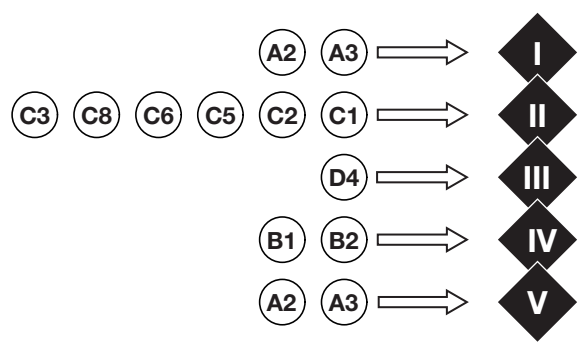 A2 A3 I
C3 C8 C6 C5 C2 C1 II
D4 III
B1 B2 IV
A2 A3 V